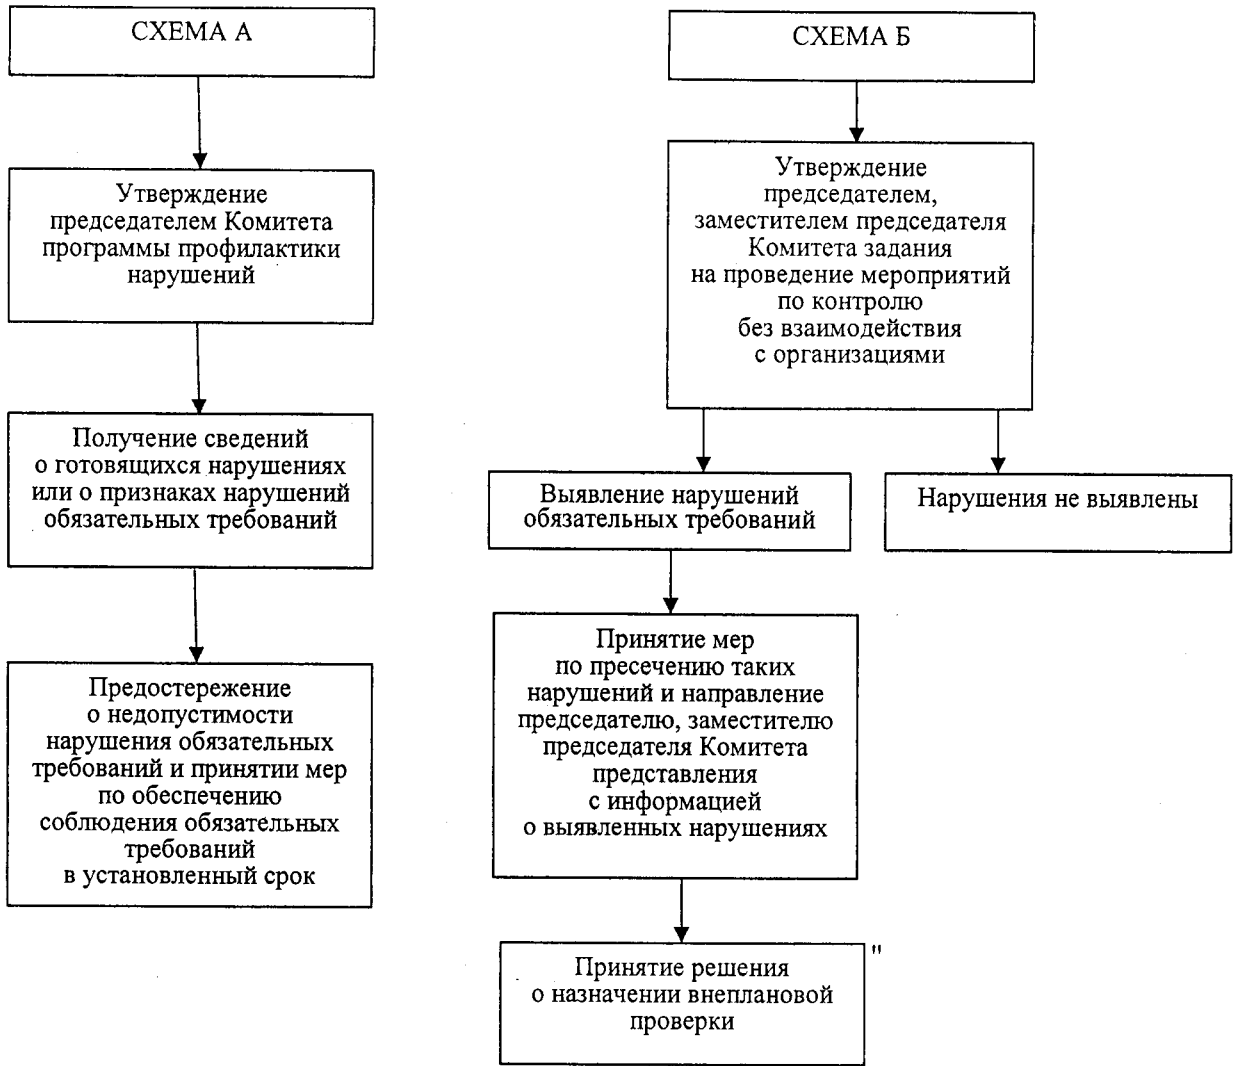 СХЕМА А
Утверждение
председателем Комитета
программы профилактики
нарушений
Получение сведений
о готовящихся нарушениях
или о признаках нарушений
обязательных требований
Предостережение
о недопустимости
нарушения обязательных
требований и принятии мер
по обеспечению
соблюдения обязательных
требований
в установленный срок
СХЕМА Б
Утверждение
председателем,
заместителем председателя
Комитета задания
на проведение мероприятий
по контролю
без взаимодействия
с организациями
Выявление нарушений
обязательных требований
Нарушения не выявлены
Принятие мер
по пресечению таких
нарушений и направление
председателю, заместителю
председателя Комитета
представления
с информацией
о выявленных нарушениях
Принятие решения
о назначении внеплановой
проверки
"